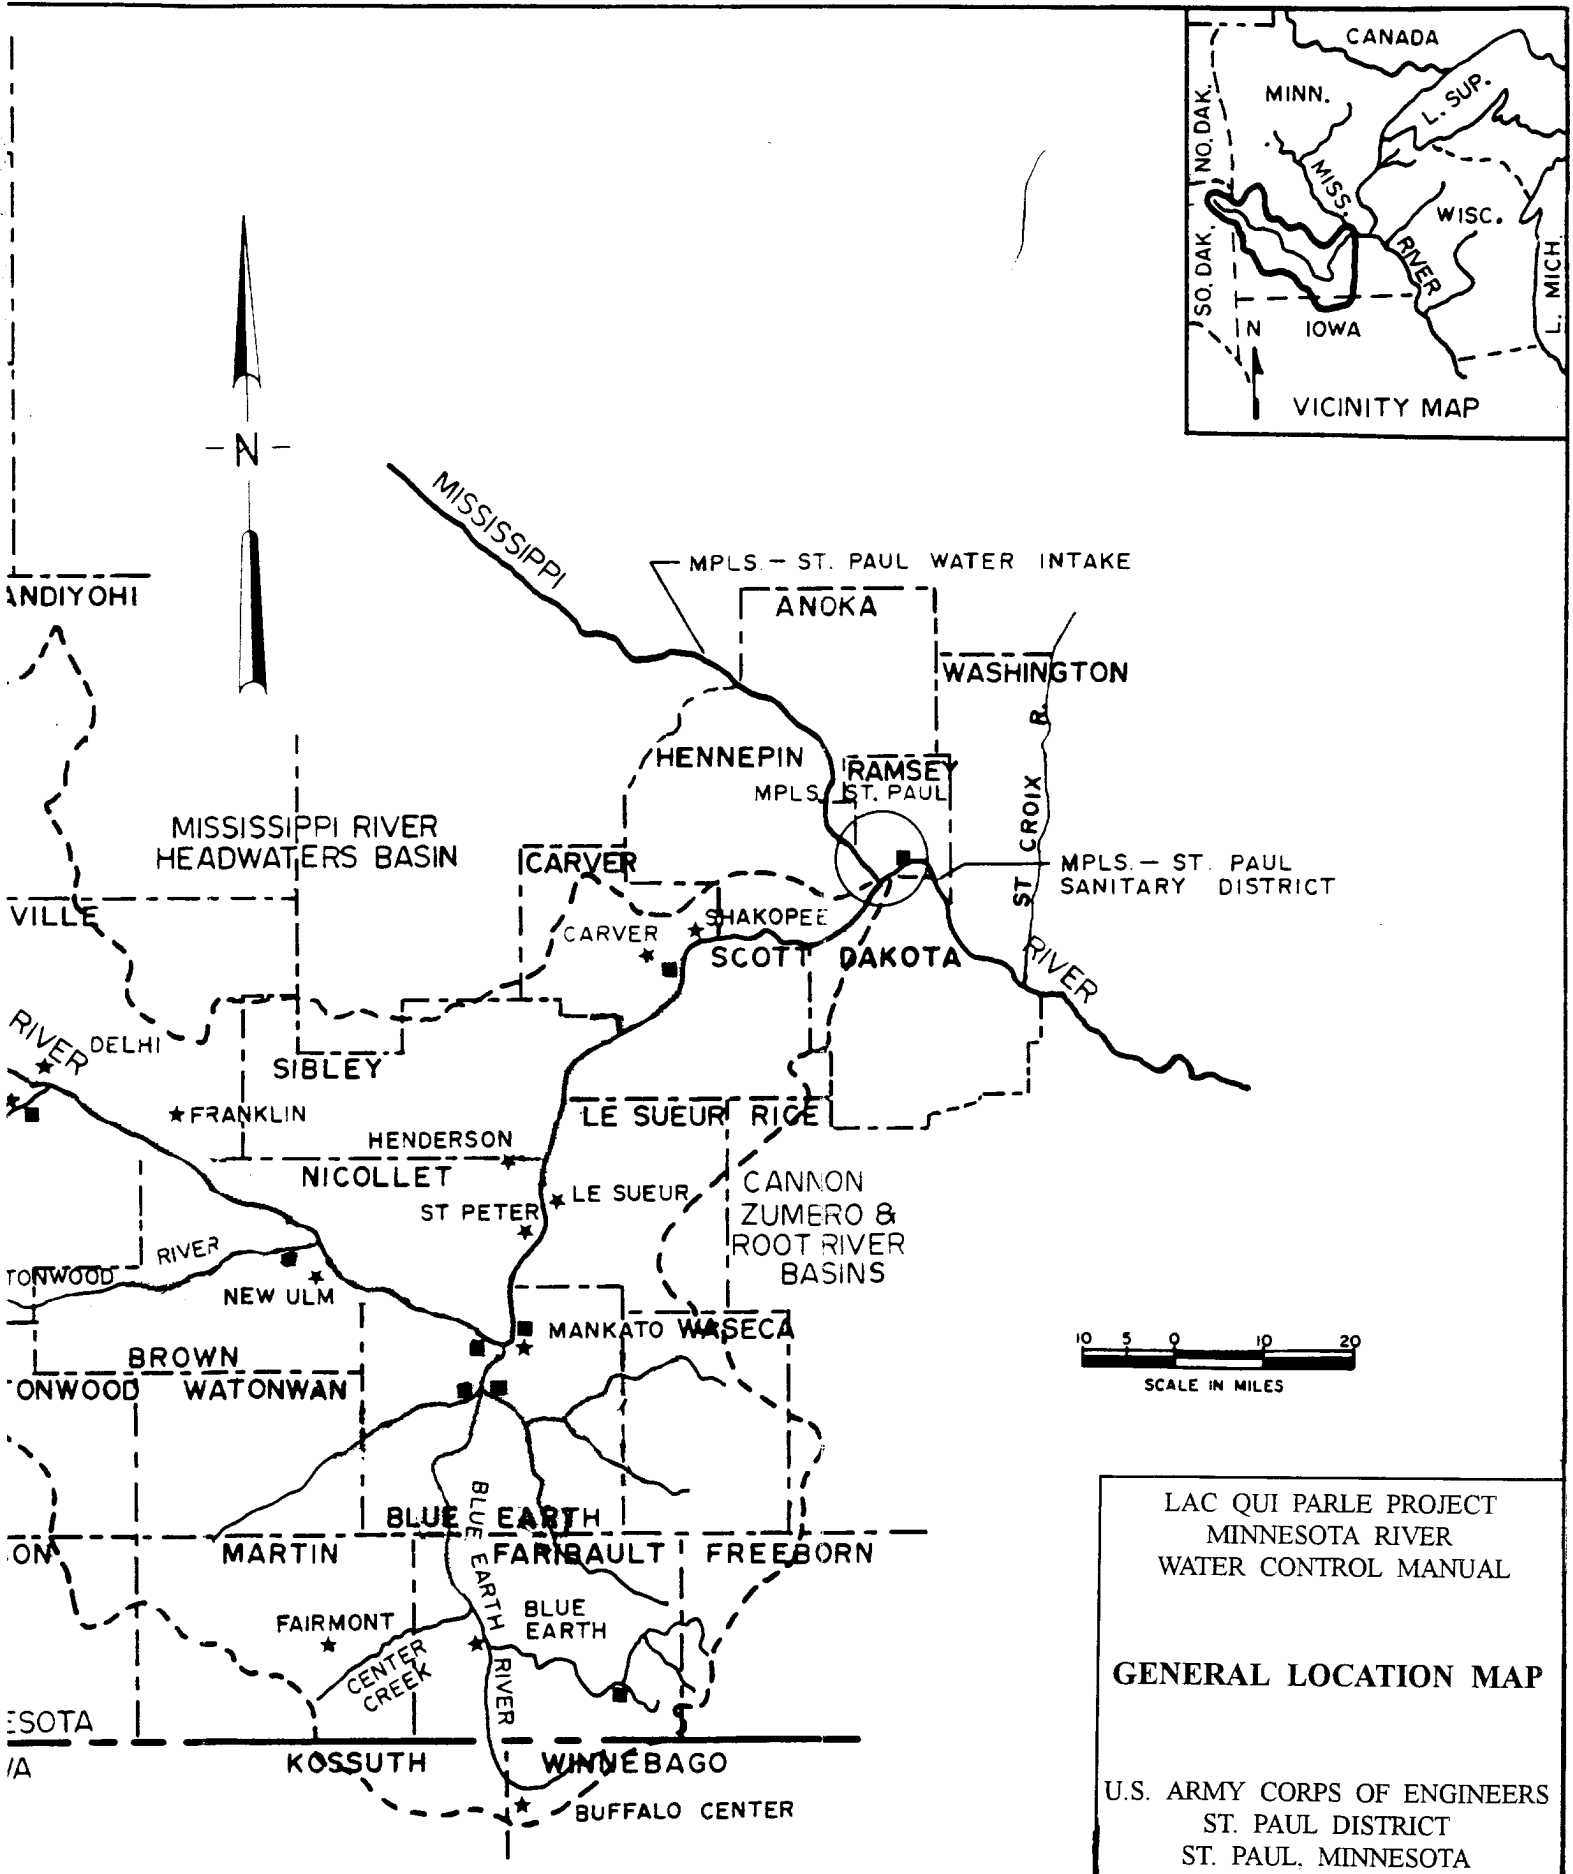 CANADA
MINN.
L. SUP.
NO. DAK.
MISS.
WISC.
SO. DAK.
RIVER
L. MICH.
N
IOWA
VICINITY MAP
N
MISSISSIPPI
MPLS. – ST. PAUL WATER INTAKE
ANDIYOHI
ANOKA
WASHINGTON
ST CROIX R.
HENNEPIN
RAMSEY
MPLS. ST. PAUL
MISSISSIPPI RIVER
HEADWATERS BASIN
CARVER
MPLS. – ST. PAUL
SANITARY DISTRICT
VILLE
SHAKOPEE
CARVER
SCOTT
DAKOTA
RIVER
RIVER
DELHI
SIBLEY
FRANKLIN
LE SUEUR
RICE
HENDERSON
NICOLLET
LE SUEUR
ST PETER
CANNON
ZUMERO &
ROOT RIVER
BASINS
RIVER
TONWOOD
NEW ULM
MANKATO
WASECA
BROWN
ONWOOD
WATONWAN
10 5 0 10 20
SCALE IN MILES
BLUE EARTH
BLUE EARTH RIVER
ON
MARTIN
FARIBAULT
FREEBORN
FAIRMONT
BLUE
EARTH
CENTER
CREEK
ESOTA
/A
KOSSUTH
WINNEBAGO
BUFFALO CENTER
LAC QUI PARLE PROJECT
MINNESOTA RIVER
WATER CONTROL MANUAL
GENERAL LOCATION MAP
U.S. ARMY CORPS OF ENGINEERS
ST. PAUL DISTRICT
ST. PAUL, MINNESOTA